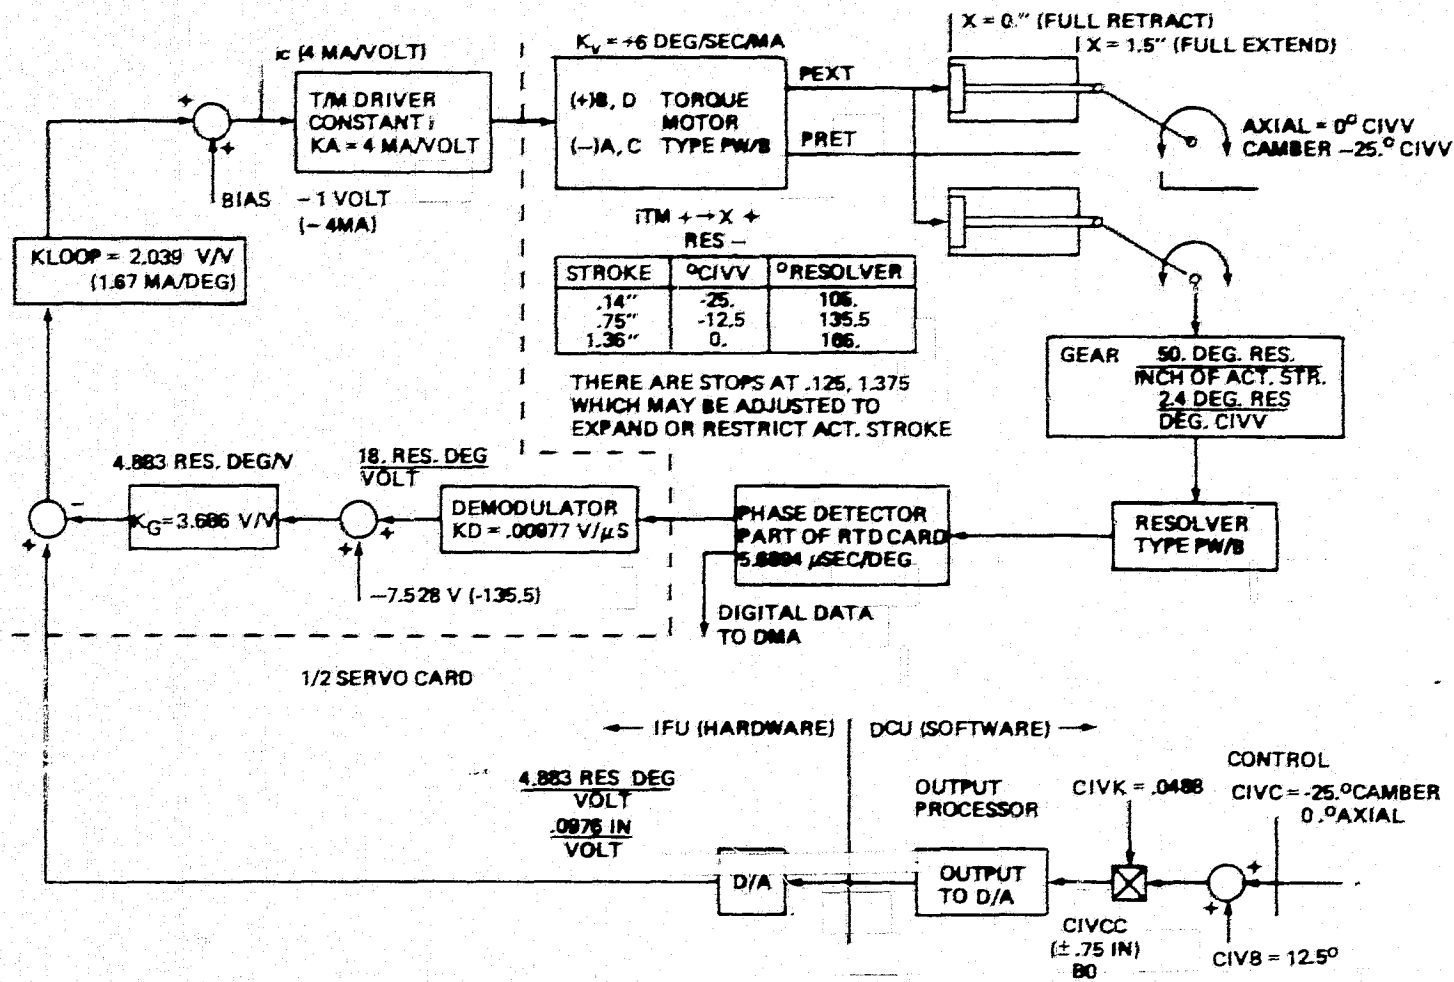 X = 0." (FULL RETRACT)
X = 1.5" (FULL EXTEND)
ic (4 MA/VOLT)
Kv = +6 DEG/SEC/MA
T/M DRIVER
CONSTANT
KA = 4 MA/VOLT
(+)B, D TORQUE
MOTOR
(-)A, C TYPE PW/B
PEXT
PRET
AXIAL = 0° CIVV
CAMBER -25.° CIVV
+
+
BIAS -1 VOLT
(-4MA)
KLOOP = 2.039 V/V
(1.67 MA/DEG)
iTM + → X +
RES -
STROKE °CIVV °RESOLVER
.14" -25. 106.
.75" -12.5 135.5
1.36" 0. 166.
THERE ARE STOPS AT .125, 1.375
WHICH MAY BE ADJUSTED TO
EXPAND OR RESTRICT ACT. STROKE
GEAR 50. DEG. RES.
INCH OF ACT. STR.
2.4 DEG. RES
DEG. CIVV
4.883 RES. DEG/V
18. RES. DEG
VOLT
KG = 3.686 V/V
DEMODULATOR
KD = .00977 V/μS
PHASE DETECTOR
PART OF RTD CARD
μSEC/DEG
RESOLVER
TYPE PW/B
-
+
+
+
-7.528 V (-135.5)
DIGITAL DATA
TO DMA
1/2 SERVO CARD
← IFU (HARDWARE)
DCU (SOFTWARE) →
4.883 RES DEG
VOLT
.0976 IN
VOLT
OUTPUT
PROCESSOR
CIVK = .0488
CONTROL
CIVC = -25.° CAMBER
0.° AXIAL
D/A
OUTPUT
TO D/A
+
+
CIVCC
(± .75 IN)
B0
CIVB = 12.5°